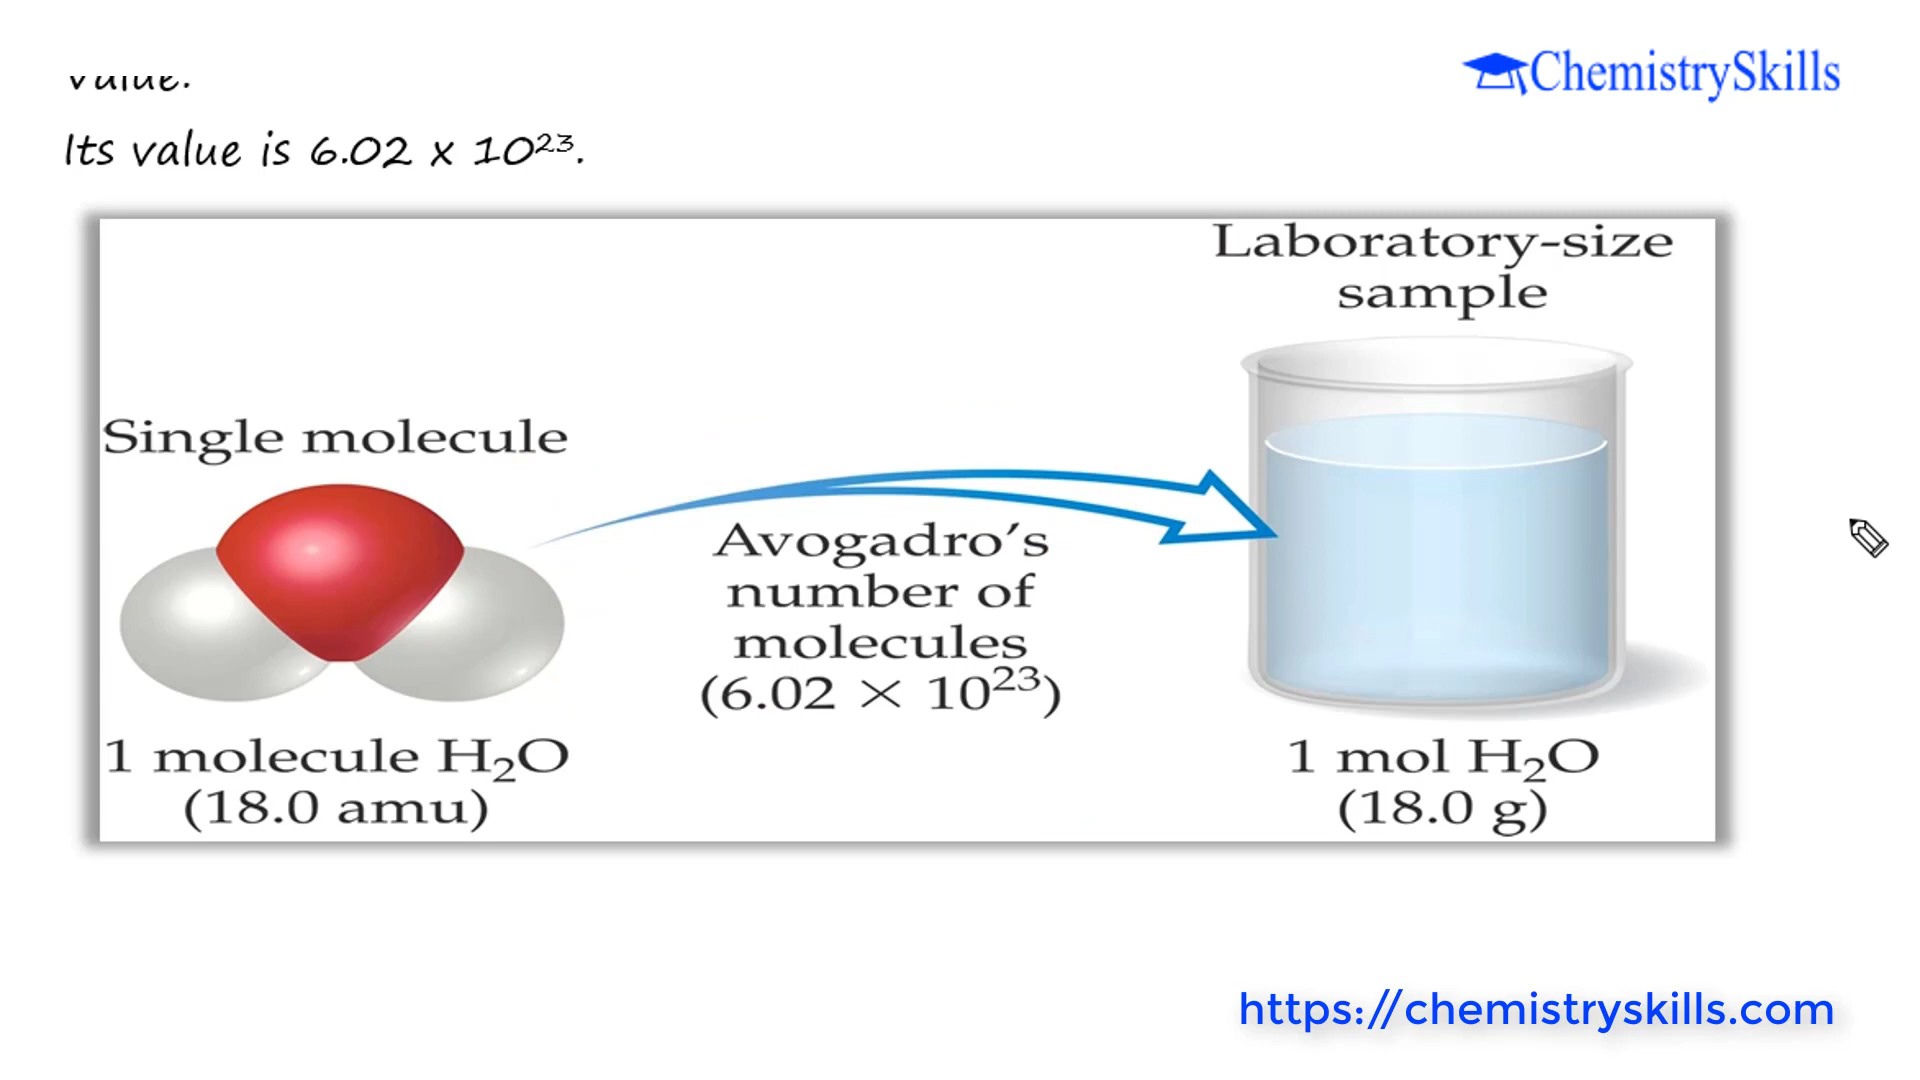 value.
ChemistrySkills
Its value is 6.02 x 10²³.
Laboratory-size
sample
Single molecule
Avogadro's
number of
molecules
(6.02 × 10²³)
1 molecule H₂O
(18.0 amu)
1 mol H₂O
(18.0 g)
https://chemistryskills.com